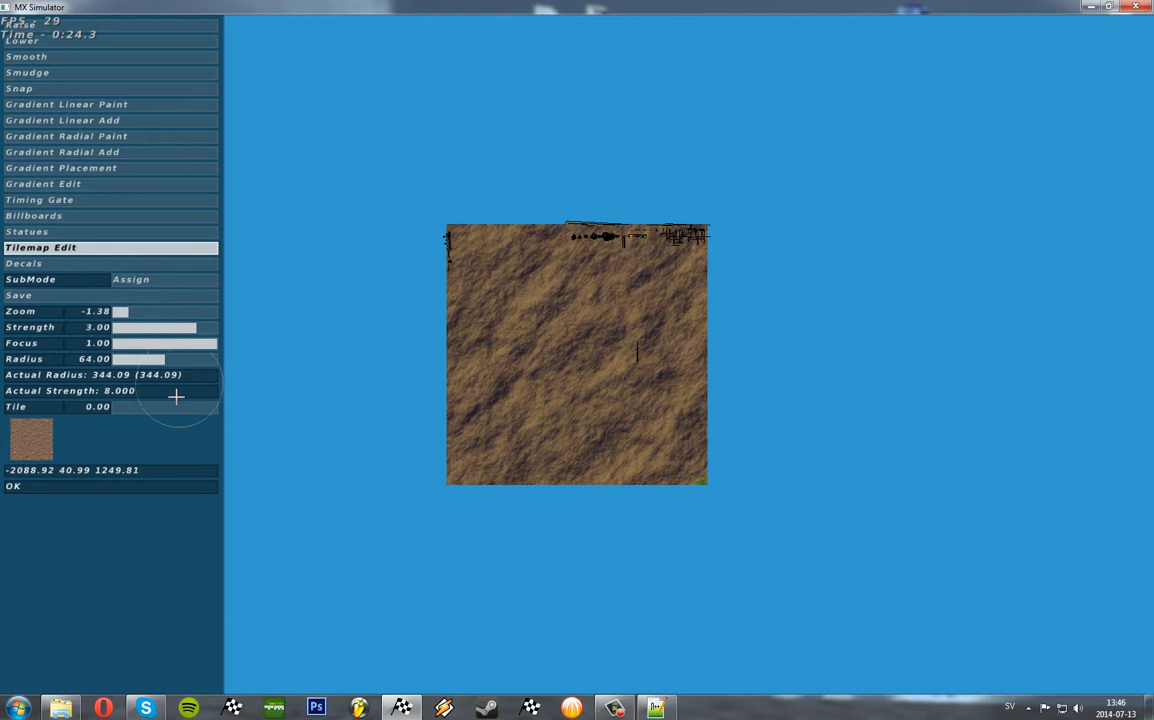 MX Simulator
FPS - 29
Raise
Time - 0:24.3
Lower
Smooth
Smudge
Snap
Gradient Linear Paint
Gradient Linear Add
Gradient Radial Paint
Gradient Radial Add
Gradient Placement
Gradient Edit
Timing Gate
Billboards
Statues
Tilemap Edit
Decals
SubMode Assign
Save
Zoom -1.38
Strength 3.00
Focus 1.00
Radius 64.00
Actual Radius: 344.09 (344.09)
Actual Strength: 8.000
Tile 0.00
-2088.92 40.99 1249.81
OK
Ps
SV
13:46
2014-07-13